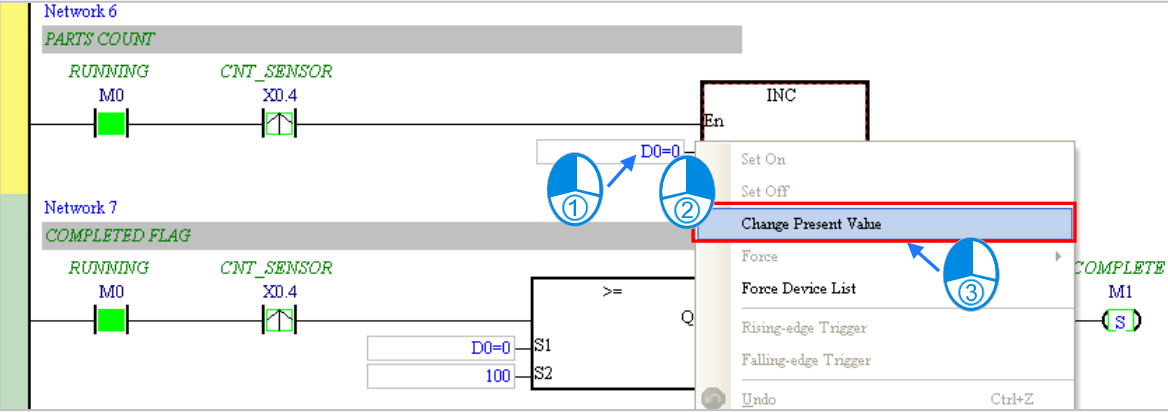 Network 6
PARTS COUNT
RUNNING CNT_SENSOR
M0 X0.4
INC
En
D0=0
1
2
Set On
Set Off
Change Present Value
Force
Force Device List
Rising-edge Trigger
Falling-edge Trigger
Undo Ctrl+Z
3
Network 7
COMPLETED FLAG
RUNNING CNT_SENSOR
M0 X0.4
>=
Q
D0=0 S1
100 S2
COMPLETE
M1
S